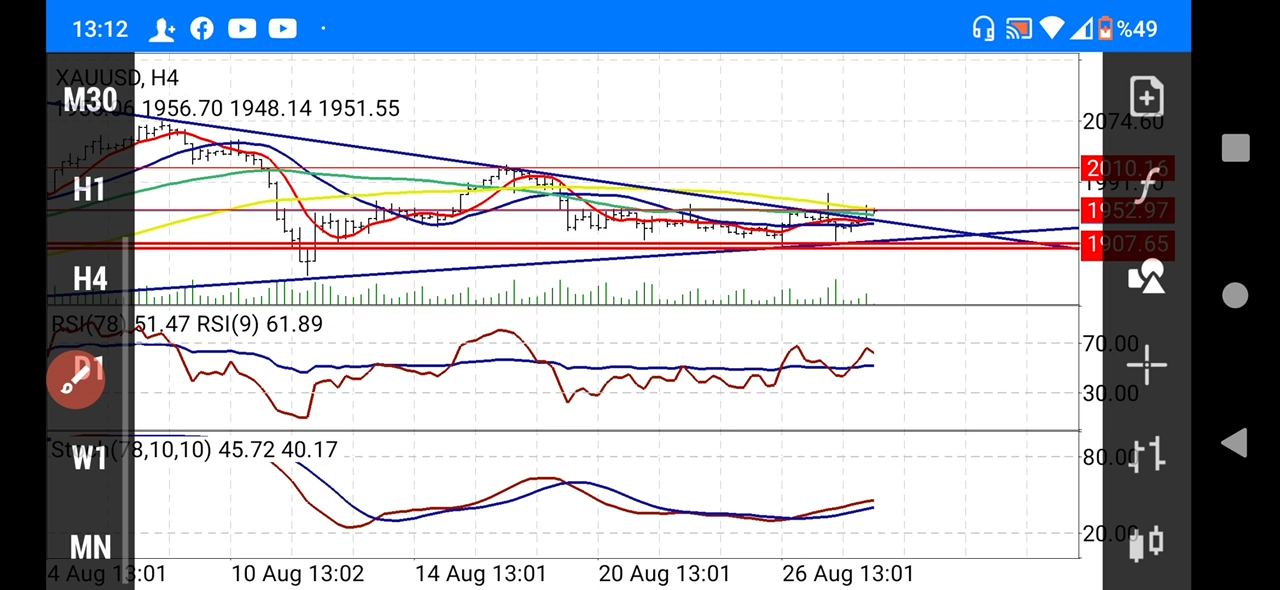 13:12
%49
XAUUSD, H4
1956.70 1948.14 1951.55
M30
H1
H4
D1
W1
MN
2074.60
2010.16
1952.97
1907.65
RSI(78) 51.47 RSI(9) 61.89
70.00
30.00
Stoch(78,10,10) 45.72 40.17
80.00
20.00
4 Aug 13:01
10 Aug 13:02
14 Aug 13:01
20 Aug 13:01
26 Aug 13:01
f